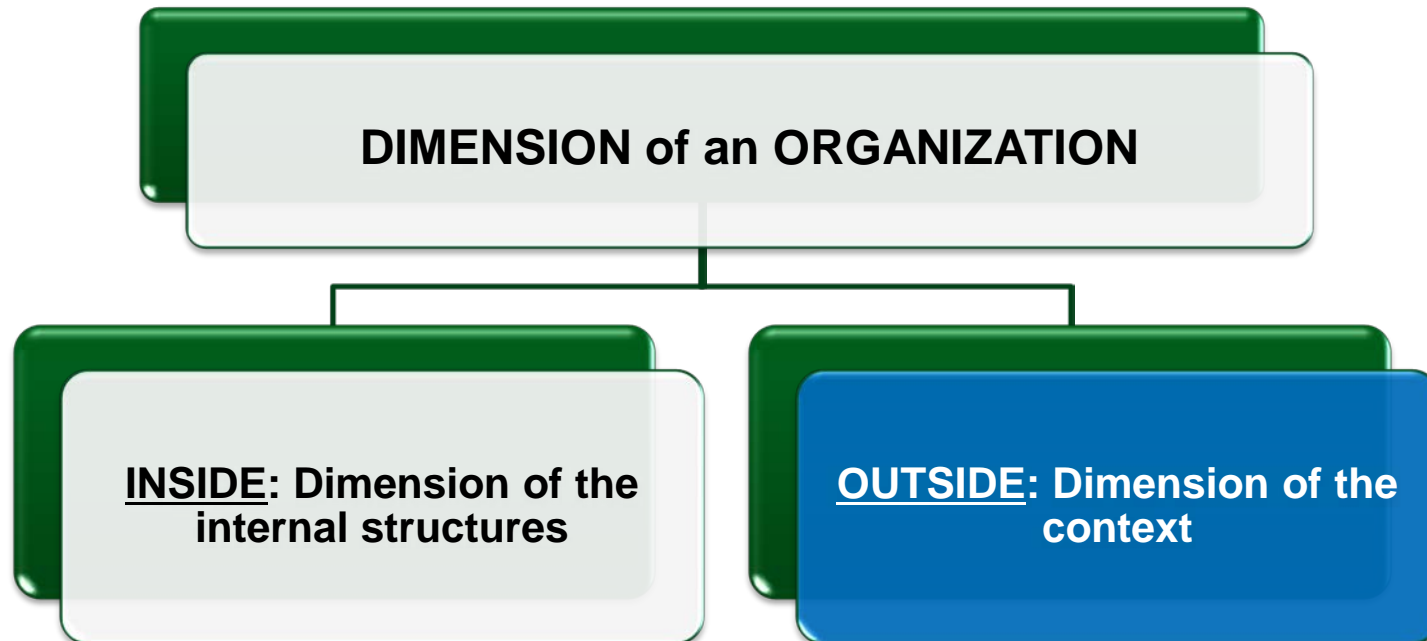 DIMENSION of an ORGANIZATION
INSIDE: Dimension of the
internal structures
OUTSIDE: Dimension of the
context